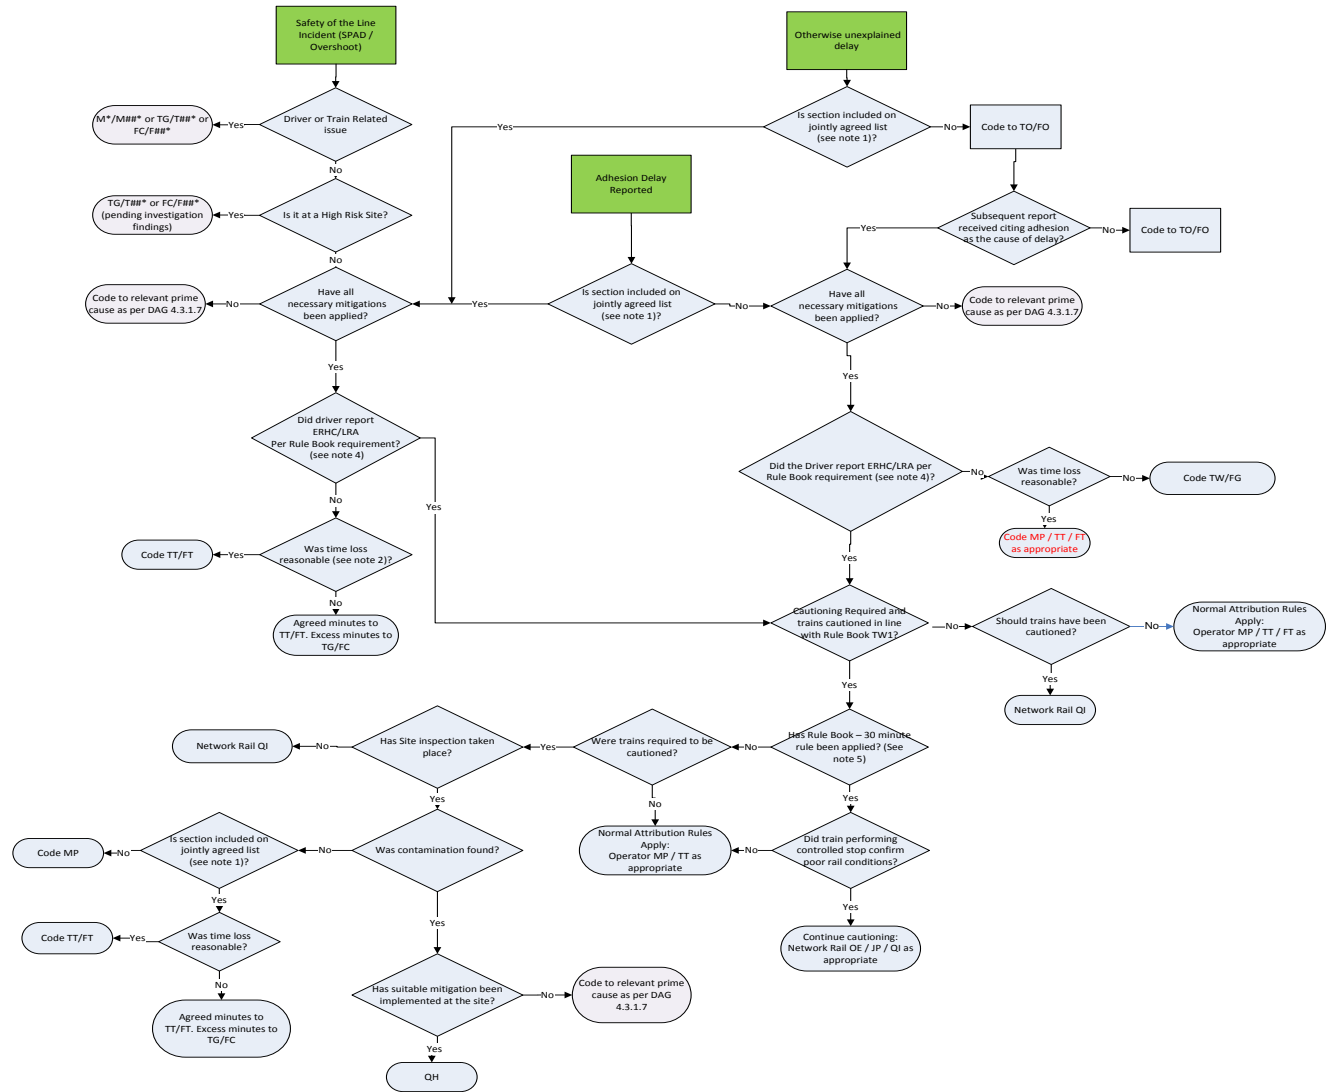 Safety of the Line
Incident (SPAD /
Overshoot)
Otherwise unexplained
delay
M*/M##* or TG/T##* or
FC/F##*
Yes
Driver or Train Related
issue
No
Yes
Is section included on
jointly agreed list
(see note 1)?
No
Code to TO/FO
Adhesion Delay
Reported
TG/T##* or FC/F##*
(pending investigation
findings)
Yes
Is it at a High Risk Site?
No
Subsequent report
received citing adhesion
as the cause of delay?
Yes
No
Code to TO/FO
Code to relevant prime
cause as per DAG 4.3.1.7
No
Have all
necessary mitigations
been applied?
Yes
Is section included on
jointly agreed list
(see note 1)?
No
Have all
necessary mitigations
been applied?
No
Code to relevant prime
cause as per DAG 4.3.1.7
Yes
Yes
Did driver report
ERHC/LRA
Per Rule Book requirement?
(see note 4)
Yes
No
Did the Driver report ERHC/LRA per
Rule Book requirement (see note 4)?
No
Was time loss
reasonable?
No
Code TW/FG
Yes
Code MP / TT / FT
as appropriate
Yes
Code TT/FT
Yes
Was time loss
reasonable (see note 2)?
No
Agreed minutes to
TT/FT. Excess minutes to
TG/FC
Cautioning Required and
trains cautioned in line
with Rule Book TW1?
No
Should trains have been
cautioned?
No
Normal Attribution Rules
Apply:
Operator MP / TT / FT as
appropriate
Yes
Network Rail QI
Yes
Network Rail QI
No
Has Site inspection taken
place?
Yes
Were trains required to be
cautioned?
No
Has Rule Book – 30 minute
rule been applied? (See
note 5)
Yes
No
Yes
Code MP
No
Is section included on
jointly agreed list
(see note 1)?
No
Was contamination found?
Normal Attribution Rules
Apply:
Operator MP / TT as
appropriate
No
Did train performing
controlled stop confirm
poor rail conditions?
Yes
Yes
Yes
Code TT/FT
Yes
Was time loss
reasonable?
No
Continue cautioning:
Network Rail OE / JP / QI as
appropriate
Agreed minutes to
TT/FT. Excess minutes to
TG/FC
Has suitable mitigation been
implemented at the site?
No
Code to relevant prime
cause as per DAG
4.3.1.7
Yes
QH